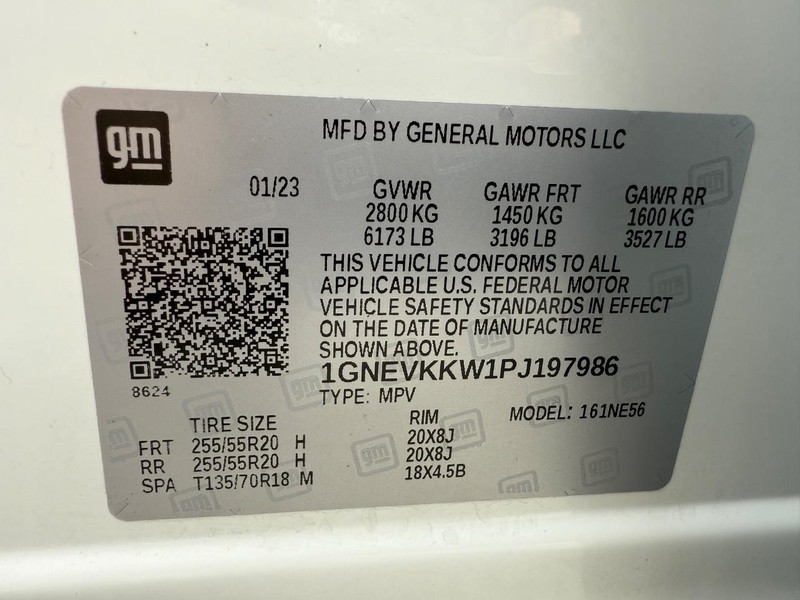 gm
MFD BY GENERAL MOTORS LLC
01/23 GVWR GAWR FRT GAWR RR
2800 KG 1450 KG 1600 KG
6173 LB 3196 LB 3527 LB
THIS VEHICLE CONFORMS TO ALL
APPLICABLE U.S. FEDERAL MOTOR
VEHICLE SAFETY STANDARDS IN EFFECT
ON THE DATE OF MANUFACTURE
SHOWN ABOVE.
1GNEVKKW1PJ197986
8624
TYPE: MPV MODEL: 161NE56
TIRE SIZE RIM
FRT 255/55R20 H 20X8J
RR 255/55R20 H 20X8J
SPA T135/70R18 M 18X4.5B